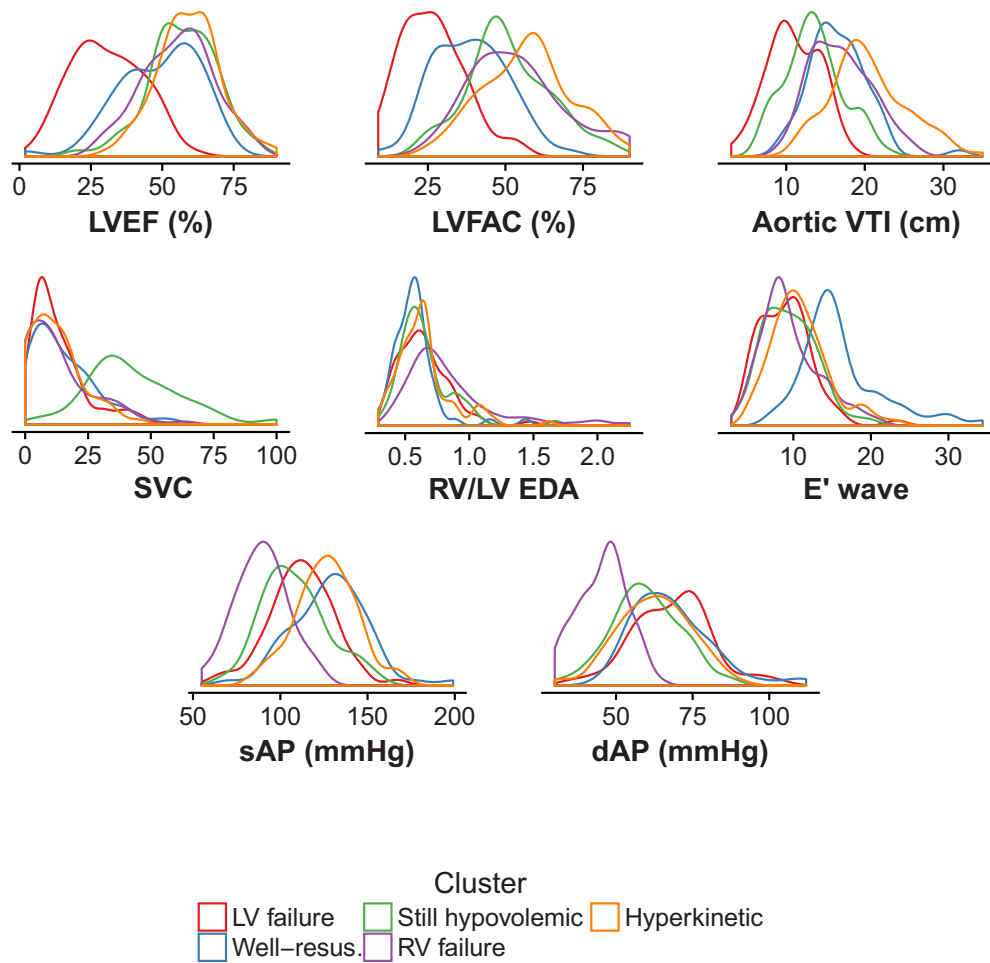 0 25 50 75
LVEF (%)
25 50 75
LVFAC (%)
10 20 30
Aortic VTI (cm)
0 25 50 75 100
SVC
0.5 1.0 1.5 2.0
RV/LV EDA
10 20 30
E' wave
50 100 150 200
sAP (mmHg)
50 75 100
dAP (mmHg)
Cluster
LV failure Still hypovolemic Hyperkinetic
Well−resus. RV failure